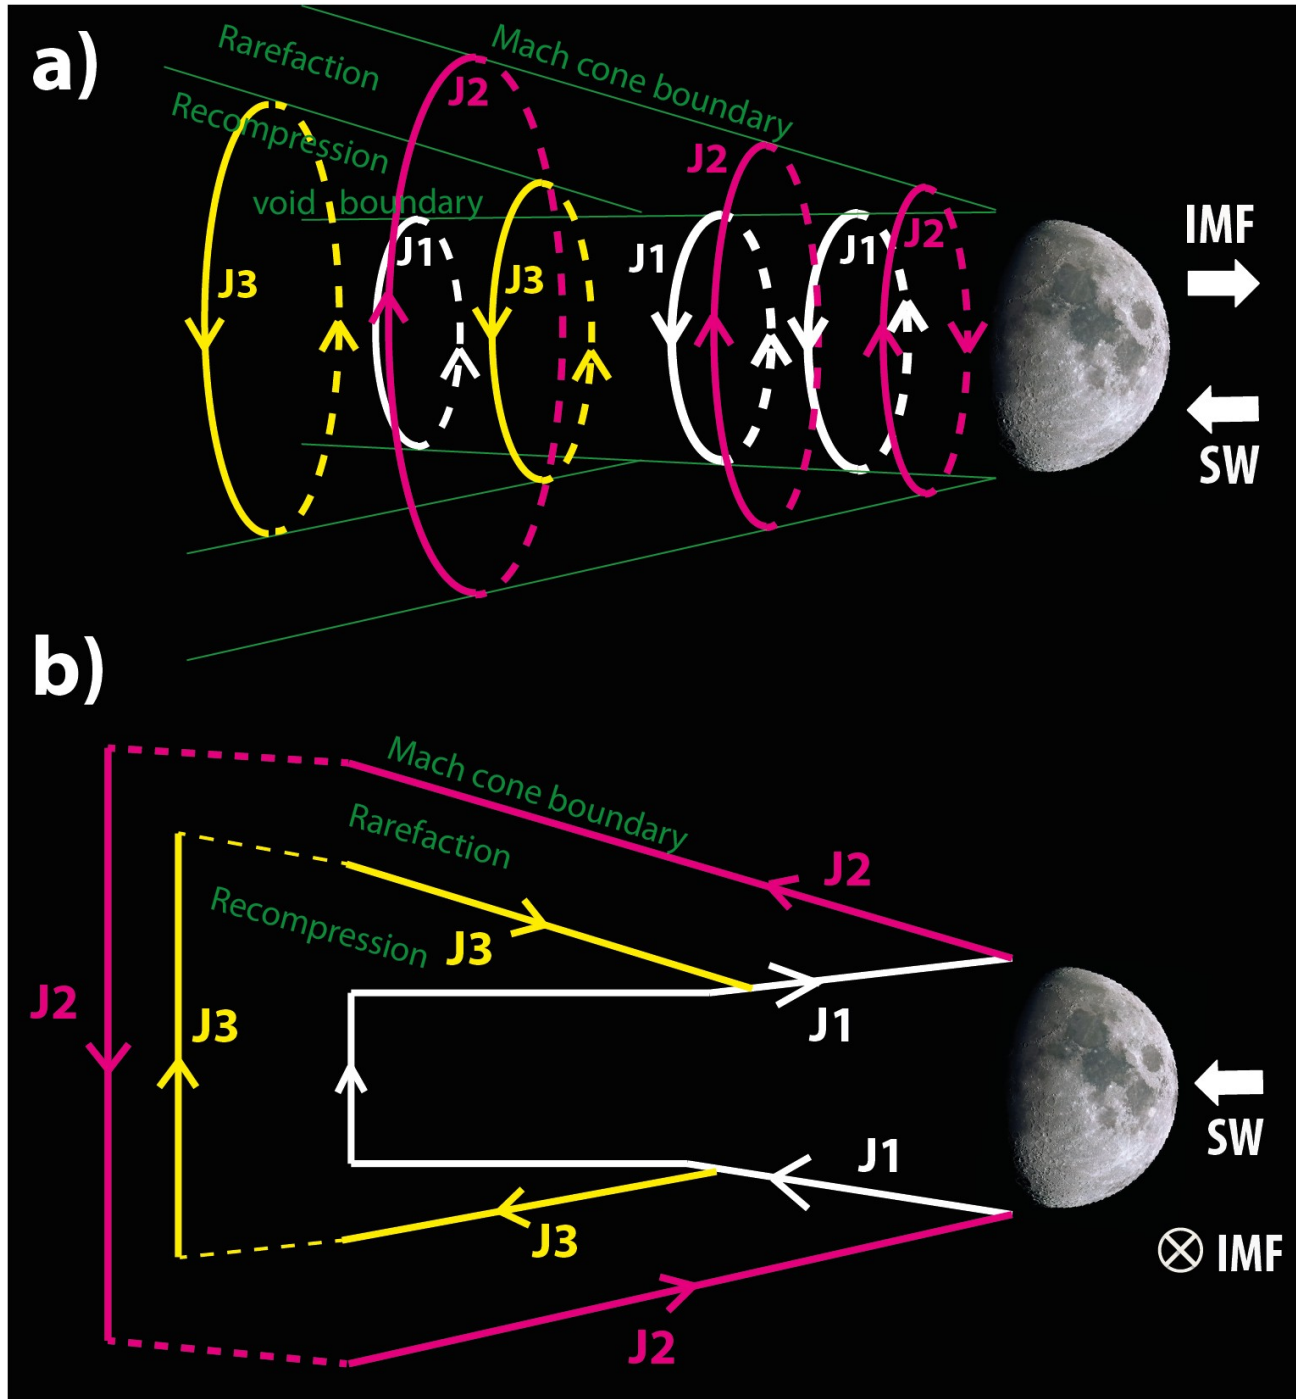 a)
Rarefaction
Mach cone boundary
J2
Recompression
J2
void boundary
IMF
J1
J1
J1
J2
J3
J3
SW
b)
Mach cone boundary
Rarefaction
J2
Recompression
J3
J2
J3
J1
J1
SW
J3
IMF
J2